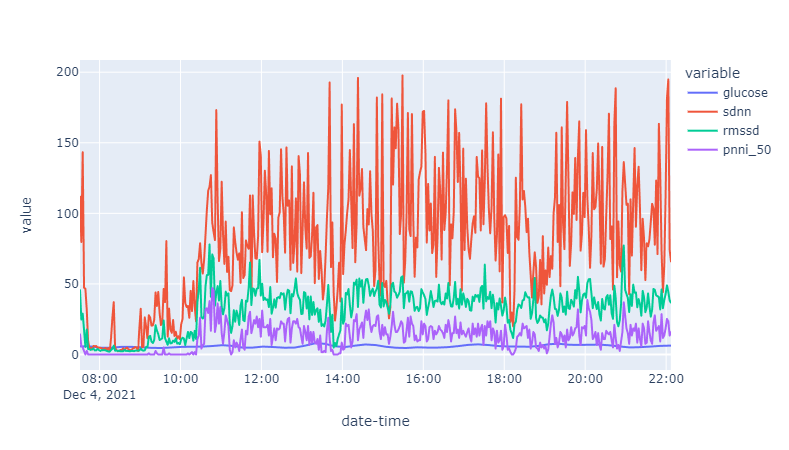 variable
glucose
sdnn
rmssd
pnni_50
200
150
100
50
0
value
08:00 10:00 12:00 14:00 16:00 18:00 20:00 22:00
Dec 4, 2021
date-time